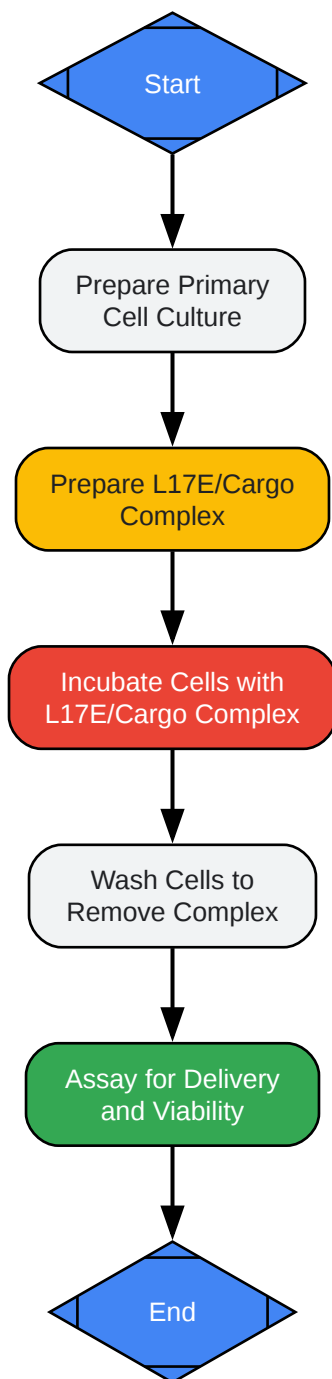 Start
Prepare Primary
Cell Culture
Prepare L17E/Cargo
Complex
Incubate Cells with
L17E/Cargo Complex
Wash Cells to
Remove Complex
Assay for Delivery
and Viability
End